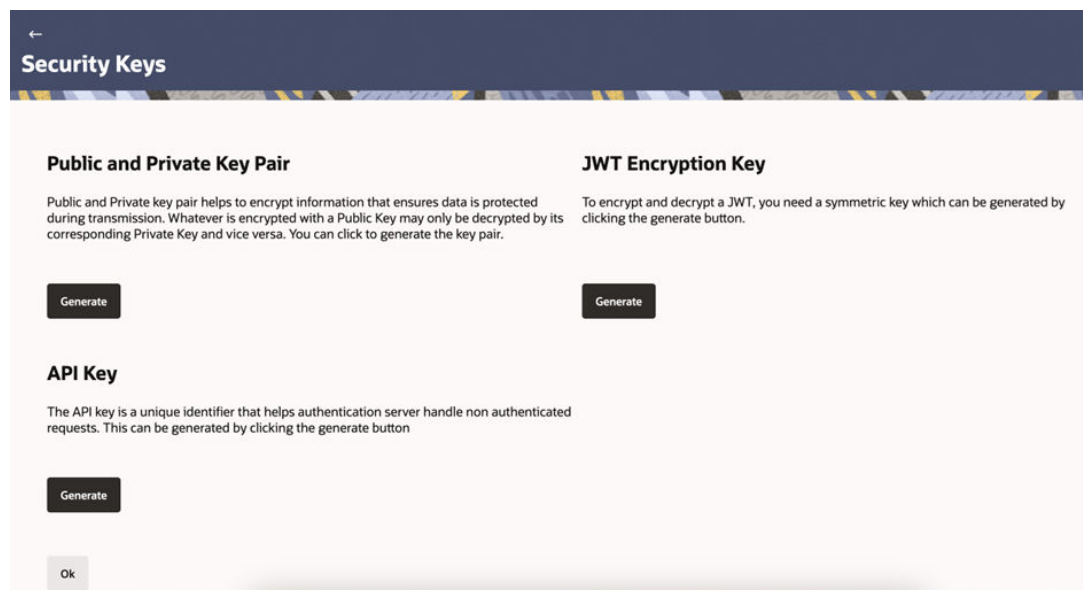 ←
Security Keys
Public and Private Key Pair
Public and Private key pair helps to encrypt information that ensures data is protected
during transmission. Whatever is encrypted with a Public Key may only be decrypted by its
corresponding Private Key and vice versa. You can click to generate the key pair.
Generate
JWT Encryption Key
To encrypt and decrypt a JWT, you need a symmetric key which can be generated by
clicking the generate button.
Generate
API Key
The API key is a unique identifier that helps authentication server handle non authenticated
requests. This can be generated by clicking the generate button
Generate
Ok